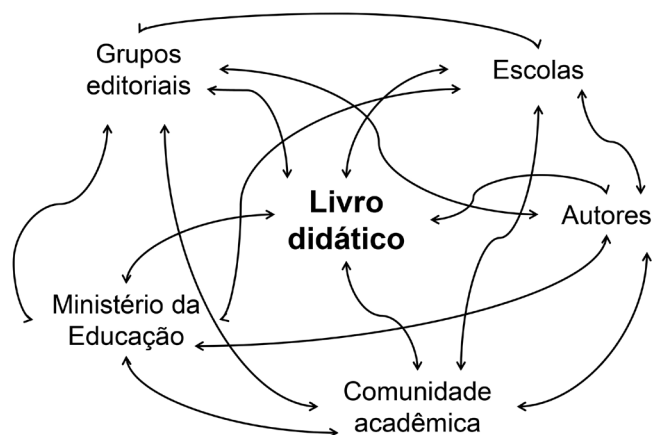 Grupos
editoriais
Escolas
Livro
didático
Autores
Ministério da
Educação
Comunidade
acadêmica